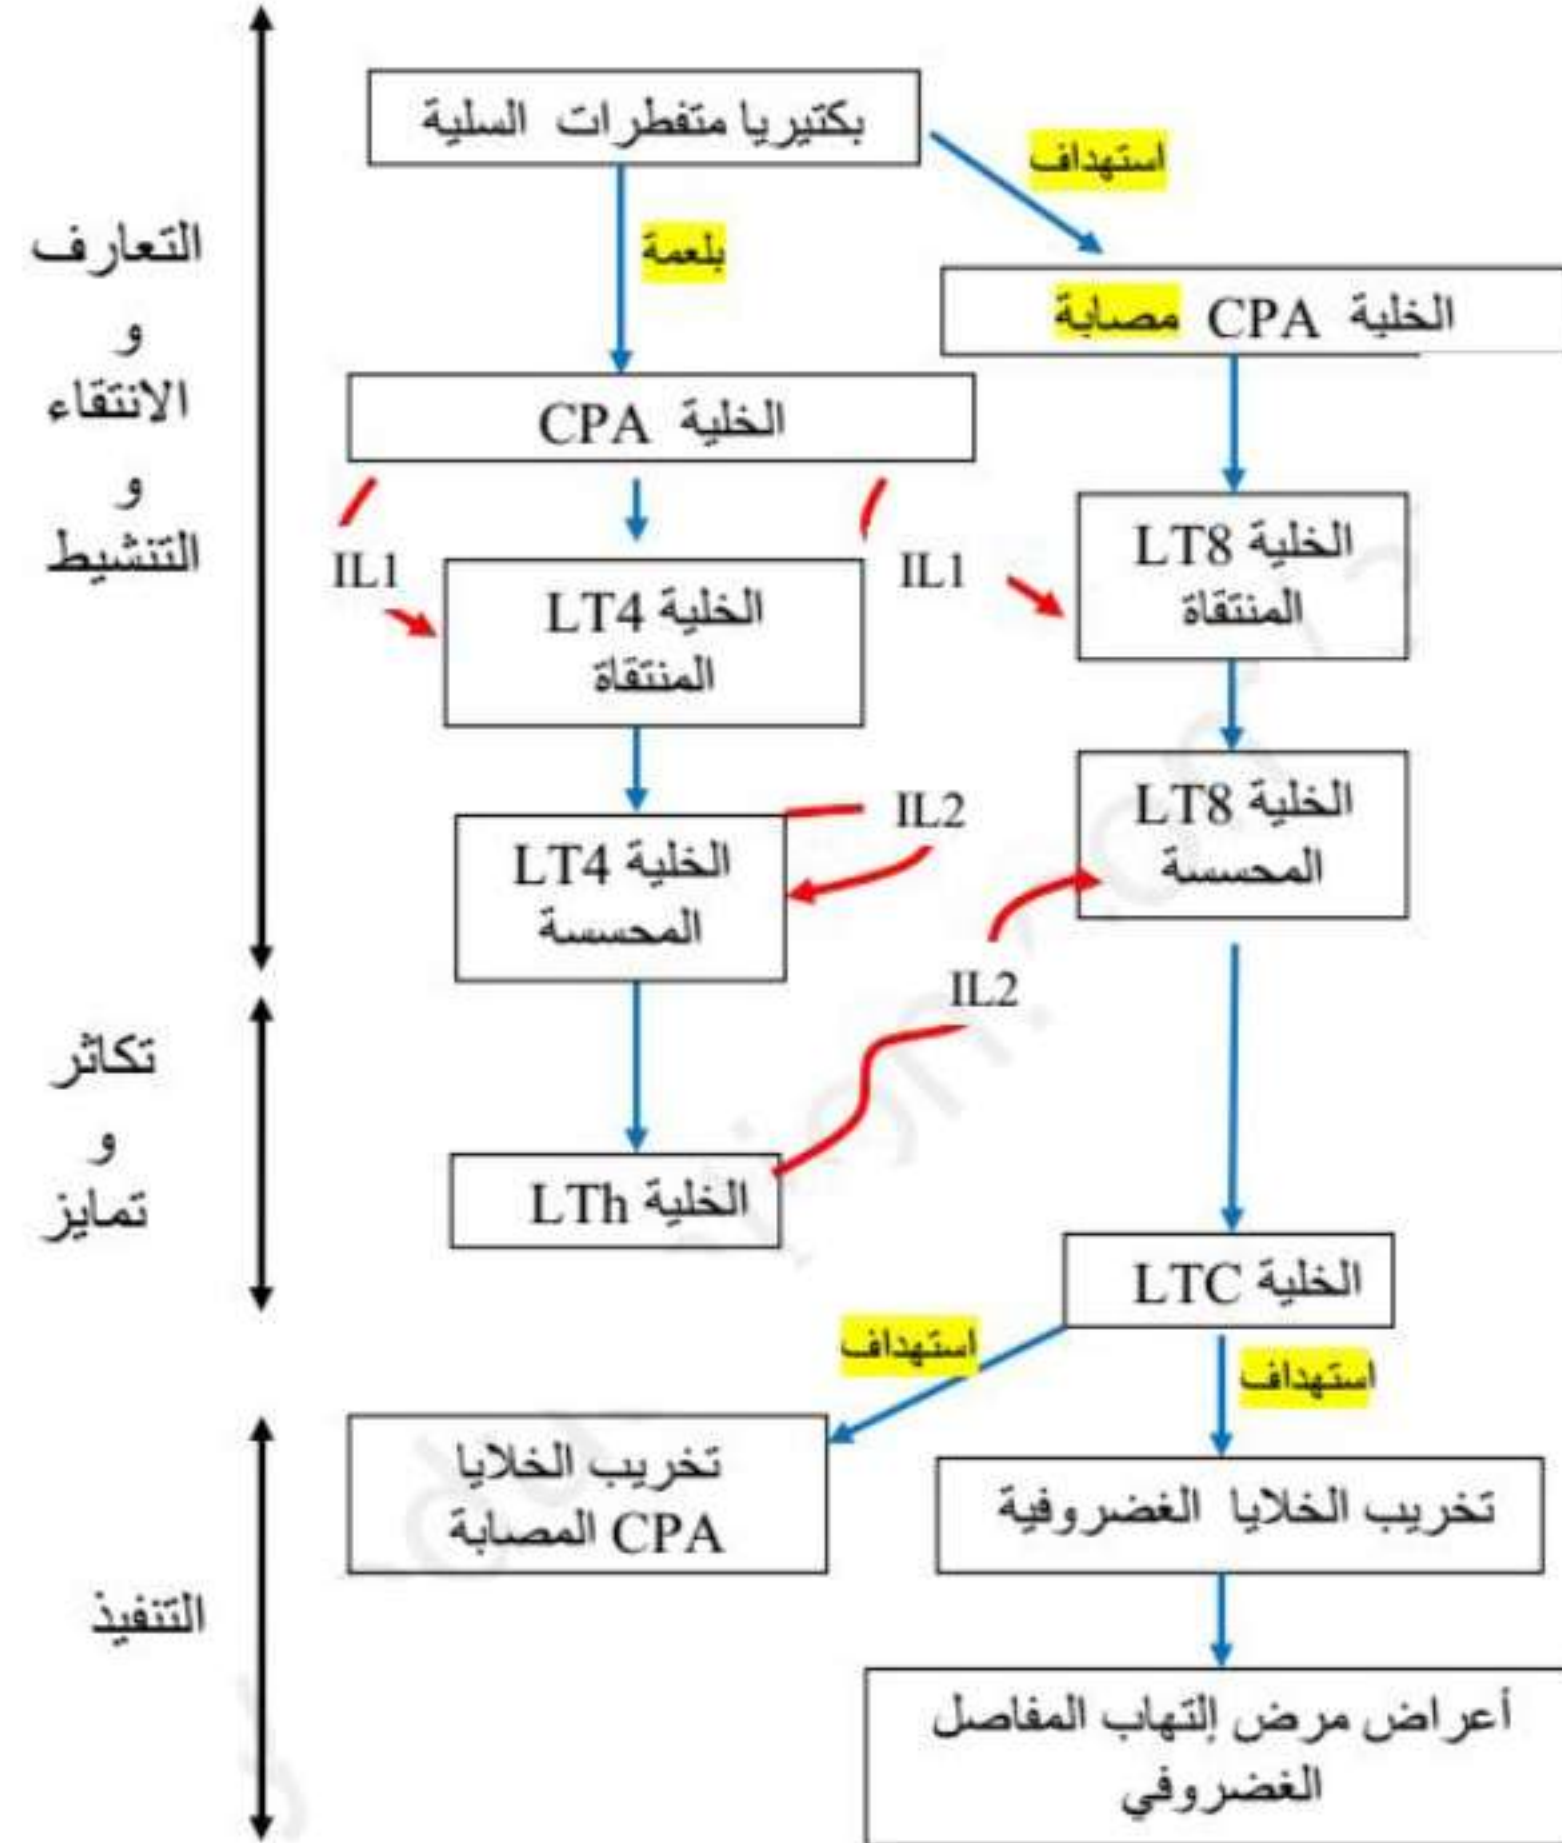 بكتيريا متفطرات السلية
استهداف
بلعمة
الخلية CPA مصابة
الخلية CPA
التعارف
و
الانتقاء
و
التنشيط
IL1
IL1
الخلية LT8
المنتقاة
الخلية LT4
المنتقاة
IL2
الخلية LT8
المحسسة
الخلية LT4
المحسسة
IL2
تكاثر
و
تمايز
الخلية LTh
الخلية LTC
استهداف
استهداف
تخريب الخلايا
CPA المصابة
تخريب الخلايا الغضروفية
التنفيذ
أعراض مرض إلتهاب المفاصل
الغضروفي